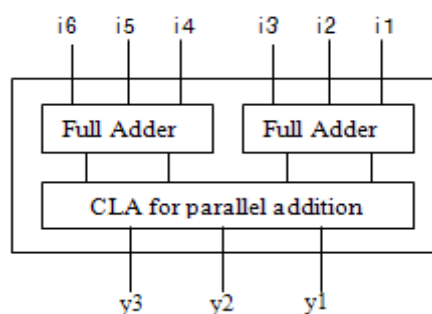 i6 i5 i4 i3 i2 i1
Full Adder Full Adder
CLA for parallel addition
y3 y2 y1